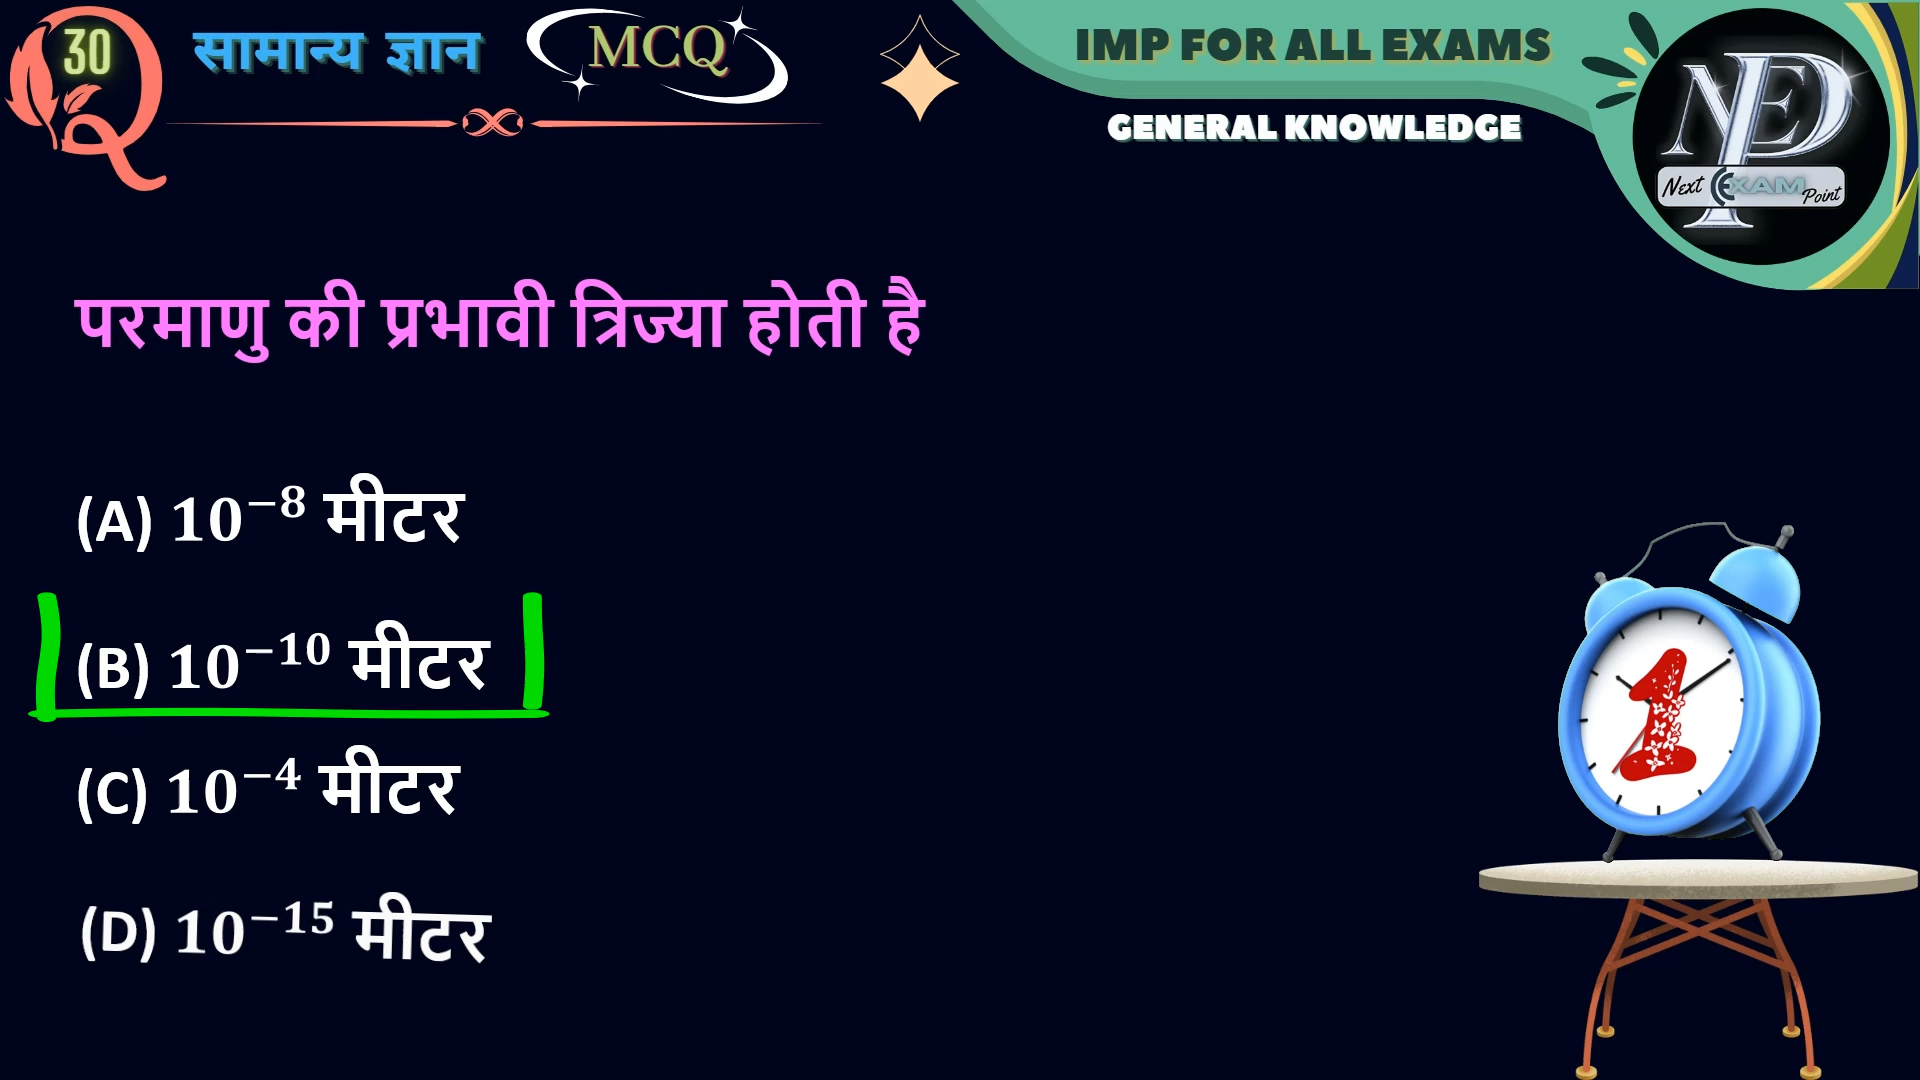 30
सामान्य ज्ञान
MCQ
IMP FOR ALL EXAMS
GENERAL KNOWLEDGE
NEP
Next EXAM Point
परमाणु की प्रभावी त्रिज्या होती है
(A) 10⁻⁸ मीटर
(B) 10⁻¹⁰ मीटर
(C) 10⁻⁴ मीटर
(D) 10⁻¹⁵ मीटर
1